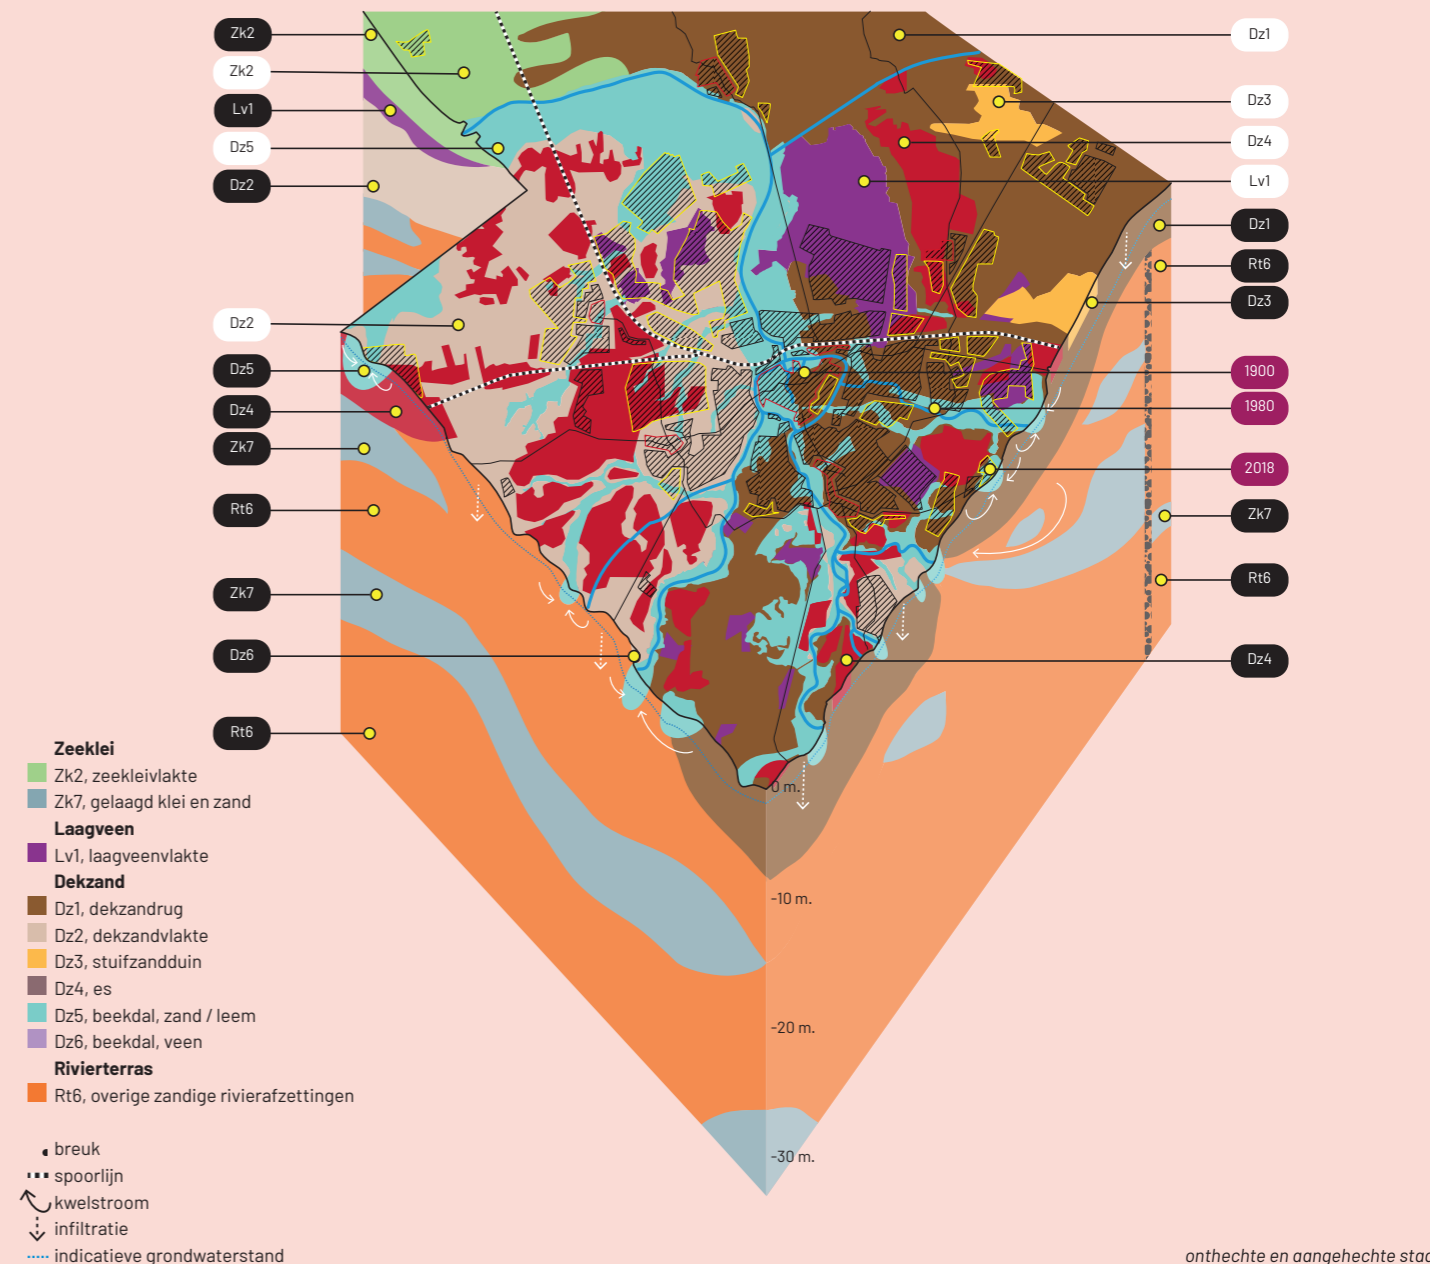 Zk2
Zk2
Lv1
Dz5
Dz2
Dz2
Dz5
Dz4
Zk7
Rt6
Zk7
Dz6
Rt6
Dz1
Dz3
Dz4
Lv1
Dz1
Rt6
Dz3
1900
1980
2018
Zk7
Rt6
Dz4
0 m.
-10 m.
-20 m.
-30 m.
Zeeklei
Zk2, zeekleivlakte
Zk7, gelaagd klei en zand
Laagveen
Lv1, laagveenvlakte
Dekzand
Dz1, dekzandrug
Dz2, dekzandvlakte
Dz3, stuifzandduin
Dz4, es
Dz5, beekdal, zand / leem
Dz6, beekdal, veen
Rivierterras
Rt6, overige zandige rivierafzettingen
breuk
spoorlijn
kwelstroom
infiltratie
indicatieve grondwaterstand
onthechte en aangehechte